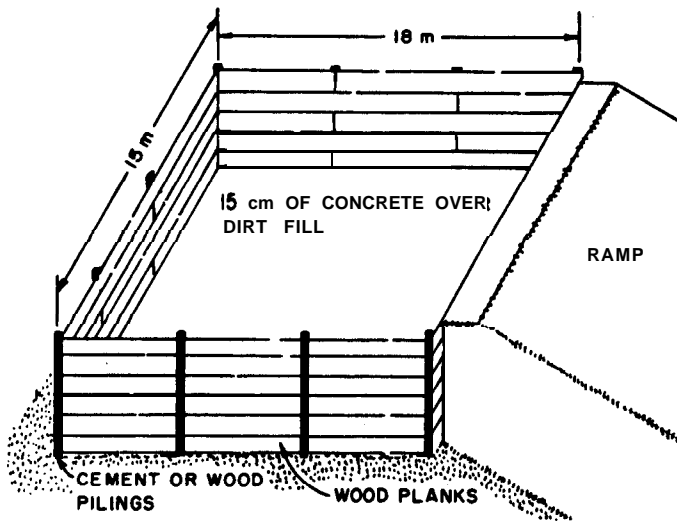 18 m
15 m
15 cm OF CONCRETE OVER
DIRT FILL
RAMP
CEMENT OR WOOD
PILINGS
WOOD PLANKS